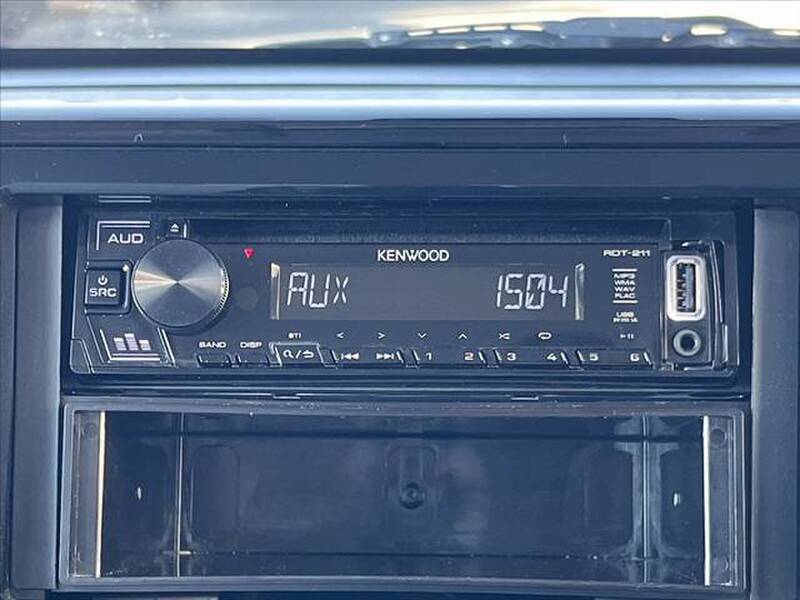 AUD
KENWOOD
RDT-211
SRC
AUX 1504
MP3
WMA
WAV
FLAC
USB
BAND DISP
1 2 3 4 5 6